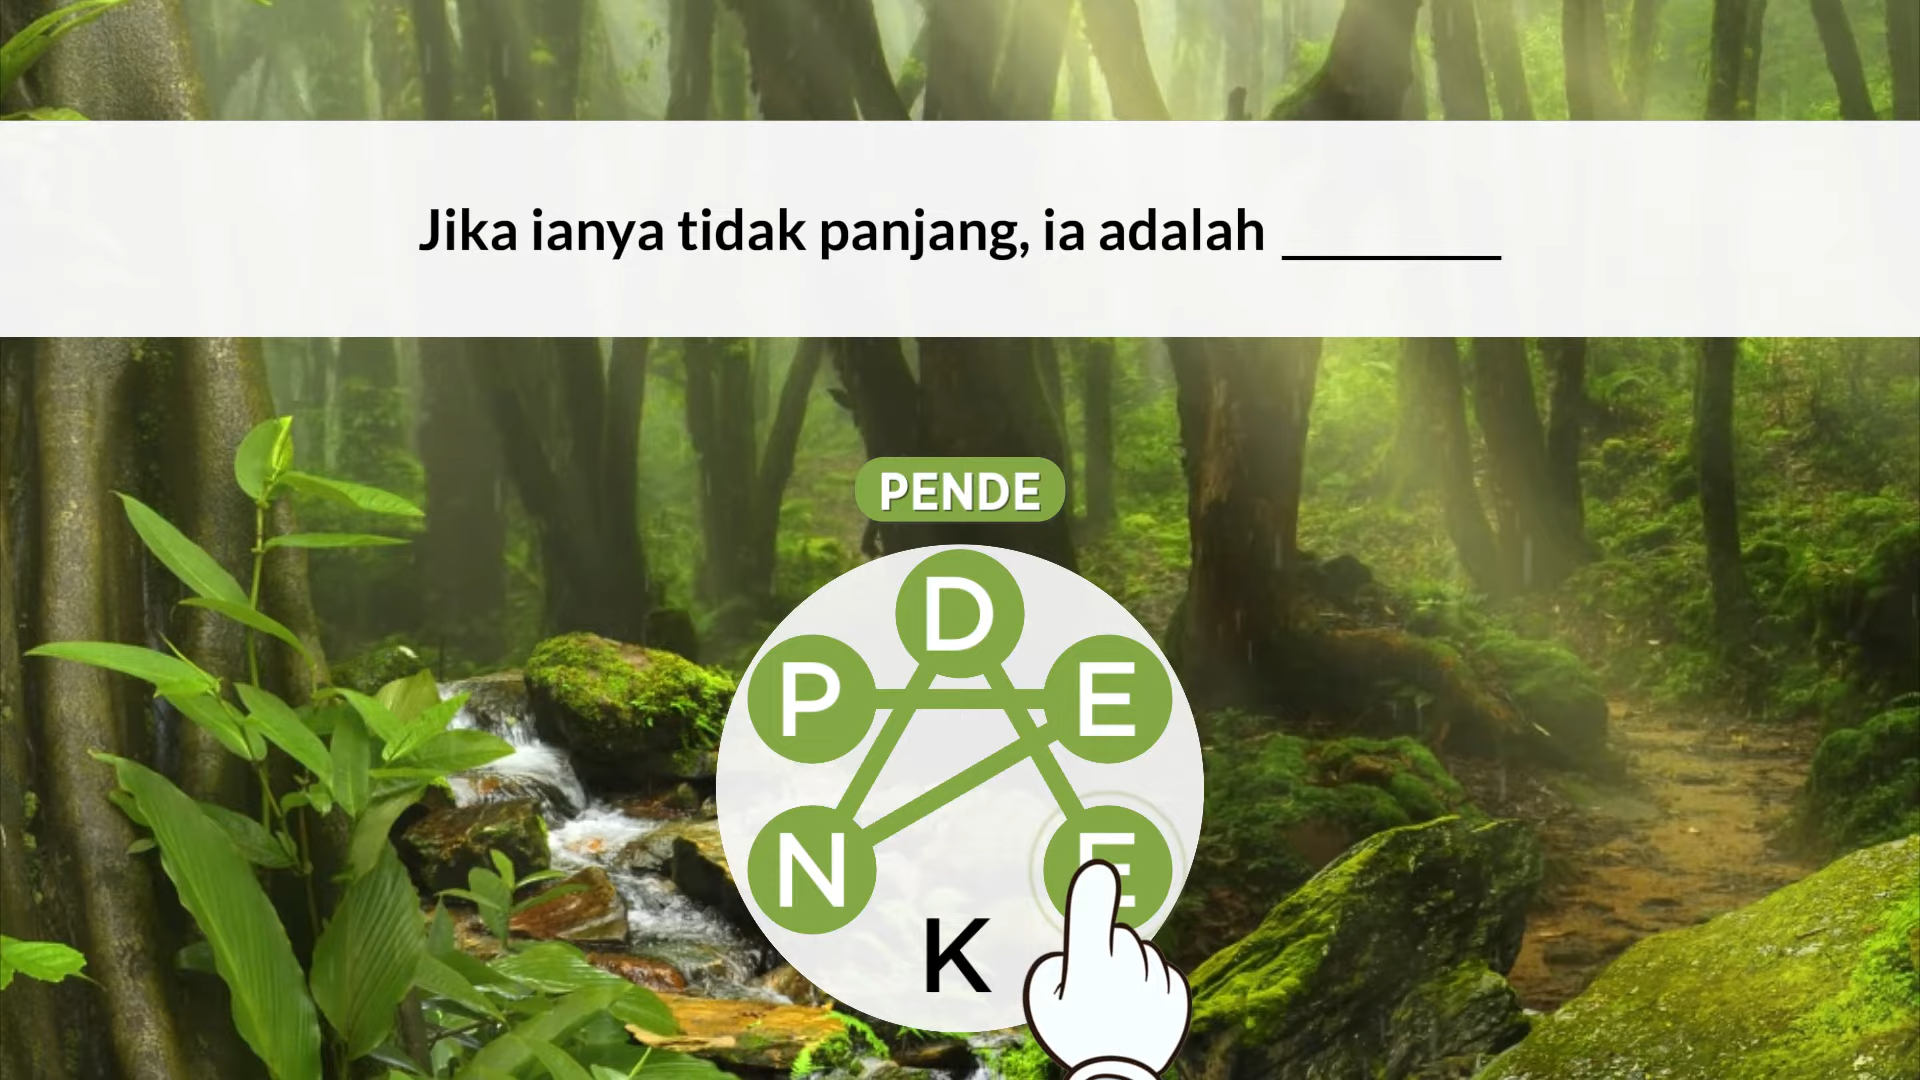 Jika ianya tidak panjang, ia adalah ________
PENDE
D
P E
N E
K